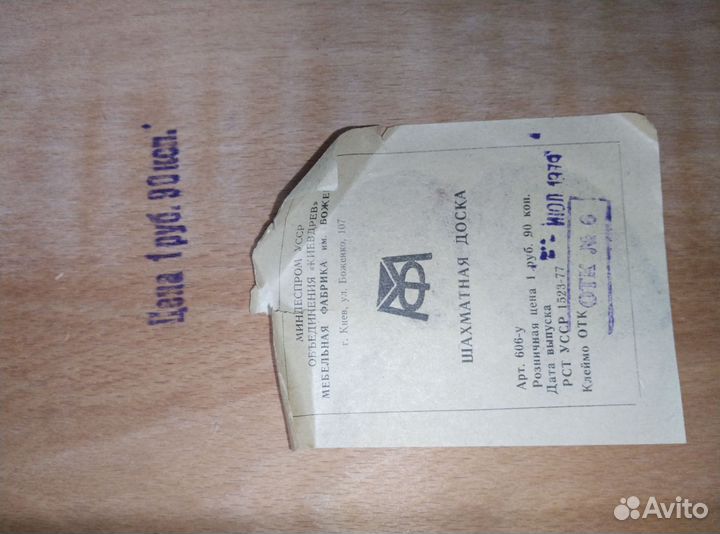 Цена 1 руб. 90 коп.
МИНЛЕСПРОМ УССР
ОБЪЕДИНЕНИЯ «КИЕВДРЕВ»
МЕБЕЛЬНАЯ ФАБРИКА им. БОЖЕ
г. Киев, ул. Боженко, 107
ШАХМАТНАЯ ДОСКА
Арт. 606-у
Розничная цена 1 руб. 90 коп.
Дата выпуска ИЮЛ 1979
РСТ УССР 1523-77
Клеймо ОТК ОТК № 6
Avito